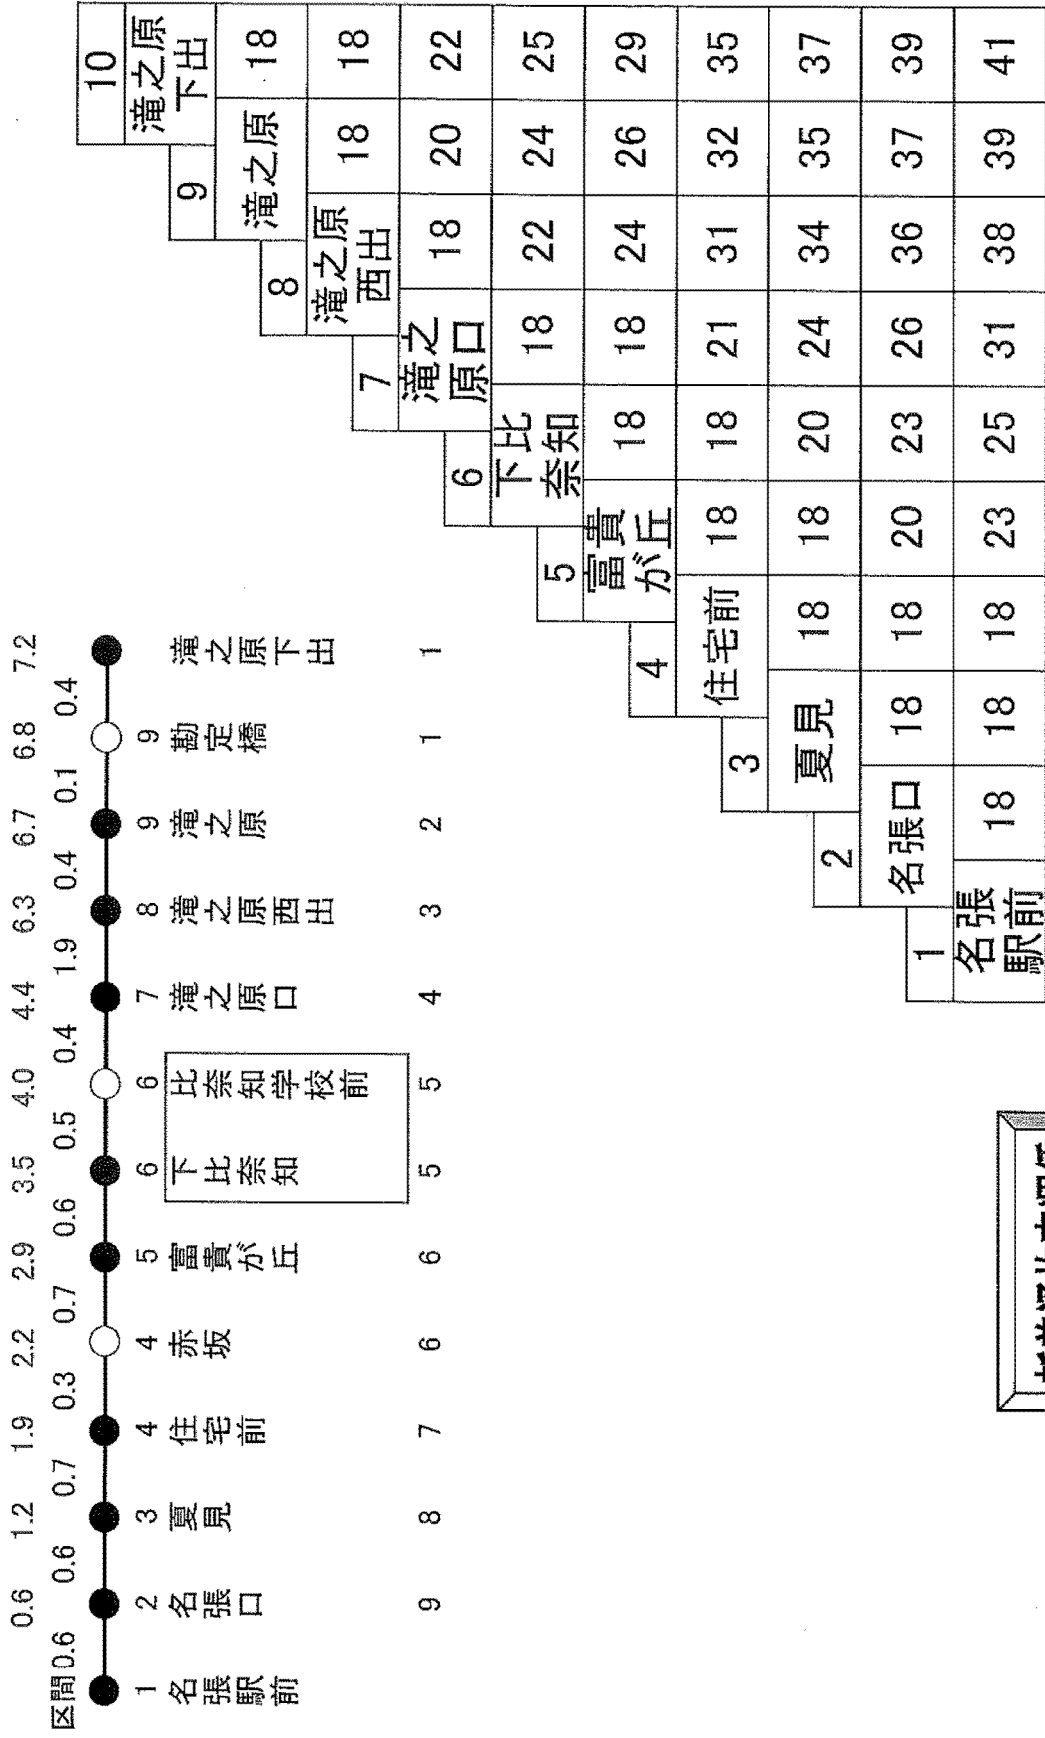 0.6 1.2 1.9 2.2 2.9 3.5 4.0 4.4 6.3 6.7 6.8 7.2
区間 0.6 0.6 0.7 0.3 0.7 0.6 0.5 0.4 1.9 0.4 0.1 0.4
1 2 3 4 4 5 6 6 7 8 9 9
名張駅前 名張口 夏見 住宅前 赤坂 富貴が丘 下比奈知 比奈知学校前 滝之原口 滝之原西出 滝之原 勘定橋 滝之原下出
9 8 7 6 6 5 5 4 3 2 1 1
10
9 滝之原下出
8 滝之原 18
7 滝之原西出 18 18
6 滝之原口 18 20 22
5 下比奈知 18 22 24 25
4 富貴が丘 18 18 24 26 29
3 住宅前 18 18 21 31 32 35
2 夏見 18 18 20 24 34 35 37
1 名張口 18 18 20 23 26 36 37 39
名張駅前 18 18 18 23 25 31 38 39 41